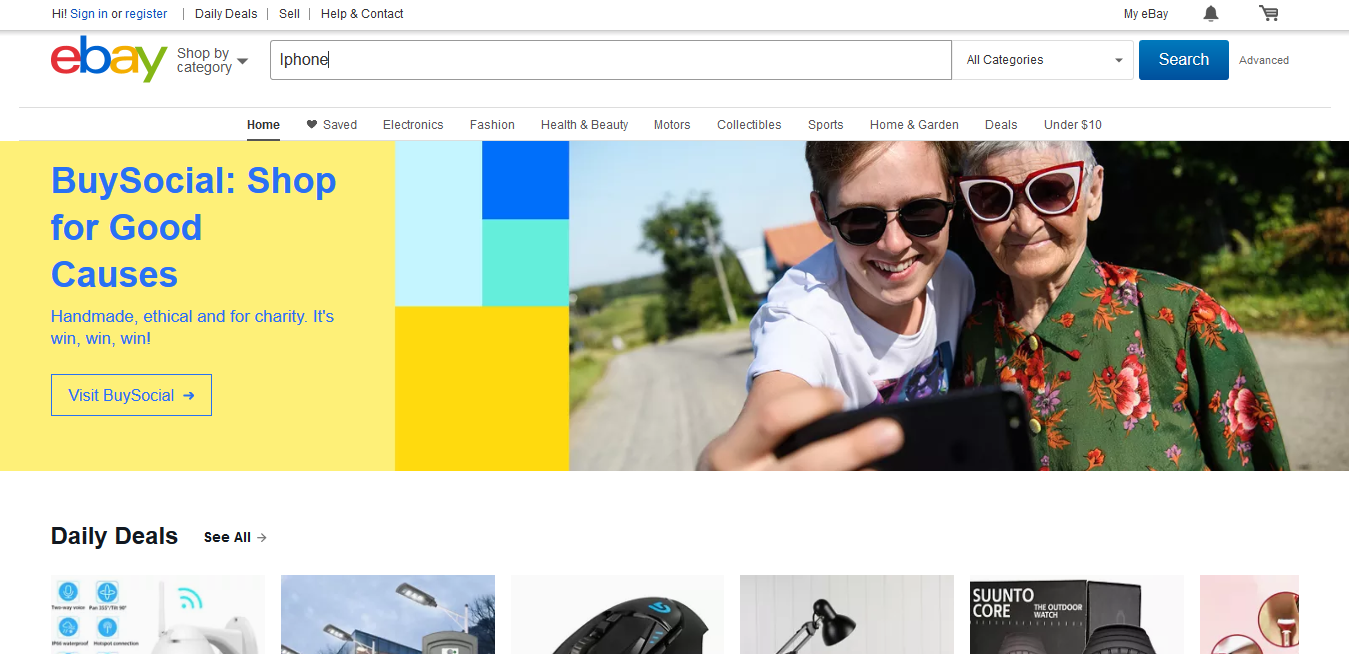 Hi! Sign in or register | Daily Deals | Sell | Help & Contact My eBay
ebay
Shop by
category
Iphone
All Categories
Search
Advanced
Home Saved Electronics Fashion Health & Beauty Motors Collectibles Sports Home & Garden Deals Under $10
BuySocial: Shop
for Good
Causes
Handmade, ethical and for charity. It's
win, win, win!
Visit BuySocial →
Daily Deals See All →
Two-way voice Pan 355°/Tilt 90°
IP66 waterproof Hotspot connection
SUUNTO
CORE
THE OUTDOOR
WATCH